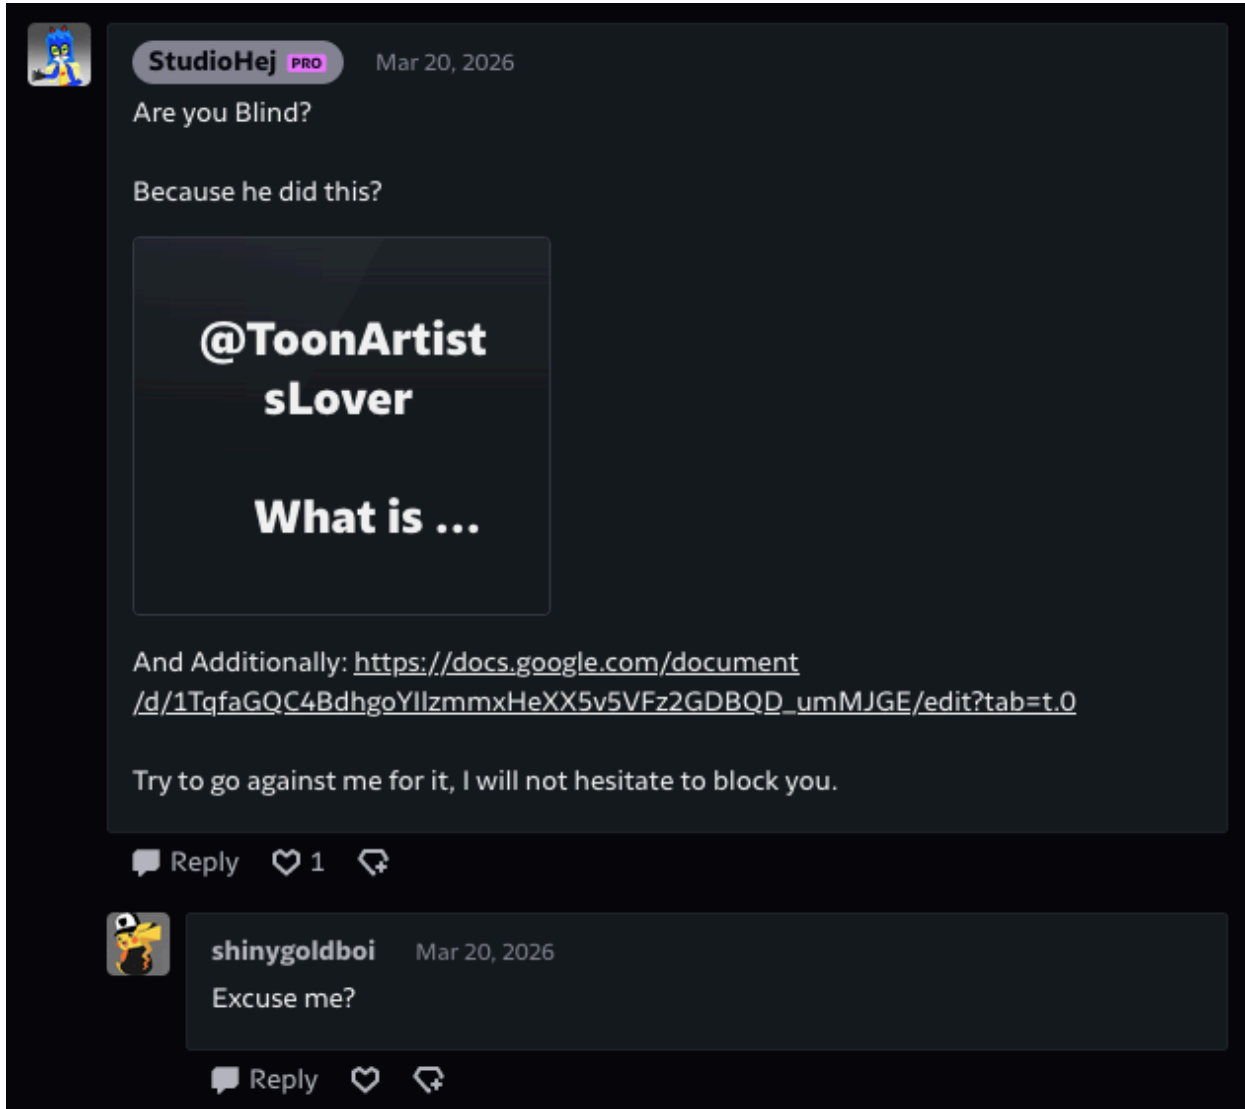 StudioHej PRO Mar 20, 2026
Are you Blind?
Because he did this?
@ToonArtist
sLover
What is ...
And Additionally: https://docs.google.com/document
/d/1TqfaGQC4BdhgoYIlzmmxHeXX5v5VFz2GDBQD_umMJGE/edit?tab=t.0
Try to go against me for it, I will not hesitate to block you.
Reply 1
shinygoldboi Mar 20, 2026
Excuse me?
Reply